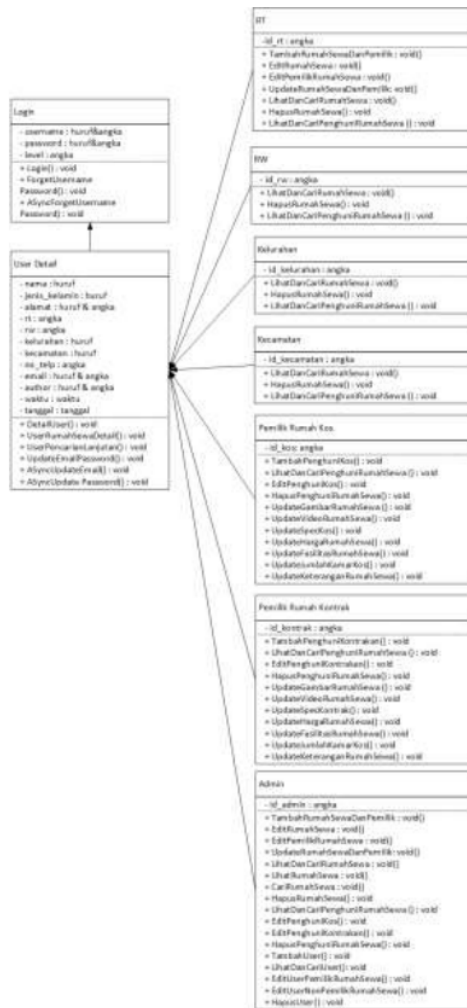 Login
- username : huruf&angka
- password : huruf&angka
- level : angka
+ Login() : void
+ ForgetUsername
Password() : void
+ ASyncForgetUsername
Password() : void
User Detail
- nama : huruf
- jenis_kelamin : huruf
- alamat : huruf & angka
- rt : angka
- rw : angka
- kelurahan : huruf
- kecamatan : huruf
- no_telp : angka
- email : huruf & angka
- author : huruf & angka
- waktu : waktu
- tanggal : tanggal
+ DetailUser() : void
+ UserRumahSewaDetail() : void
+ UserPencarianLanjutan() : void
+ UpdateEmailPassword() : void
+ ASyncUpdateEmail() : void
+ ASyncUpdate Password() : void
RT
- id_rt : angka
+ TambahRumahSewaDanPemilik : void()
+ EditRumahSewa : void()
+ EditPemilikRumahSewa : void()
+ UpdateRumahSewaDanPemilik: void()
+ LihatDanCariRumahSewa : void()
+ HapusRumahSewa() : void
+ LihatDanCariPenghuniRumahSewa () : void
RW
- id_rw : angka
+ LihatDanCariRumahSewa : void()
+ HapusRumahSewa() : void
+ LihatDanCariPenghuniRumahSewa () : void
Kelurahan
- id_kelurahan : angka
+ LihatDanCariRumahSewa : void()
+ HapusRumahSewa() : void
+ LihatDanCariPenghuniRumahSewa () : void
Kecamatan
- id_kecamatan : angka
+ LihatDanCariRumahSewa : void()
+ HapusRumahSewa() : void
+ LihatDanCariPenghuniRumahSewa () : void
Pemilik Rumah Kos
- id_kos: angka
+ TambahPenghuniKos() : void
+ LihatDanCariPenghuniRumahSewa () : void
+ EditPenghuniKos() : void
+ HapusPenghuniRumahSewa() : void
+ UpdateGambarRumahSewa() : void
+ UpdateVideoRumahSewa() : void
+ UpdateSpecKos() : void
+ UpdateHargaRumahSewa() : void
+ UpdateFasilitasRumahSewa() : void
+ UpdateJumlahKamarKos() : void
+ UpdateKeteranganRumahSewa() : void
Pemilik Rumah Kontrak
- id_kontrak : angka
+ TambahPenghuniKontrakan() : void
+ LihatDanCariPenghuniRumahSewa () : void
+ EditPenghuniKontrakan() : void
+ HapusPenghuniRumahSewa() : void
+ UpdateGambarRumahSewa() : void
+ UpdateVideoRumahSewa() : void
+ UpdateSpecKontrak() : void
+ UpdateHargaRumahSewa() : void
+ UpdateFasilitasRumahSewa() : void
+ UpdateJumlahKamarKos() : void
+ UpdateKeteranganRumahSewa() : void
Admin
- id_admin : angka
+ TambahRumahSewaDanPemilik : void()
+ EditRumahSewa : void()
+ EditPemilikRumahSewa : void()
+ UpdateRumahSewaDanPemilik: void()
+ LihatDanCariRumahSewa : void()
+ LihatRumahSewa : void()
+ CariRumahSewa : void()
+ HapusRumahSewa() : void
+ LihatDanCariPenghuniRumahSewa () : void
+ EditPenghuniKos() : void
+ EditPenghuniKontrakan() : void
+ HapusPenghuniRumahSewa() : void
+ TambahUser() : void
+ LihatDanCariUser() : void
+ EditUserPemilikRumahSewa() : void
+ EditUserNonPemilikRumahSewa() : void
+ HapusUser() : void